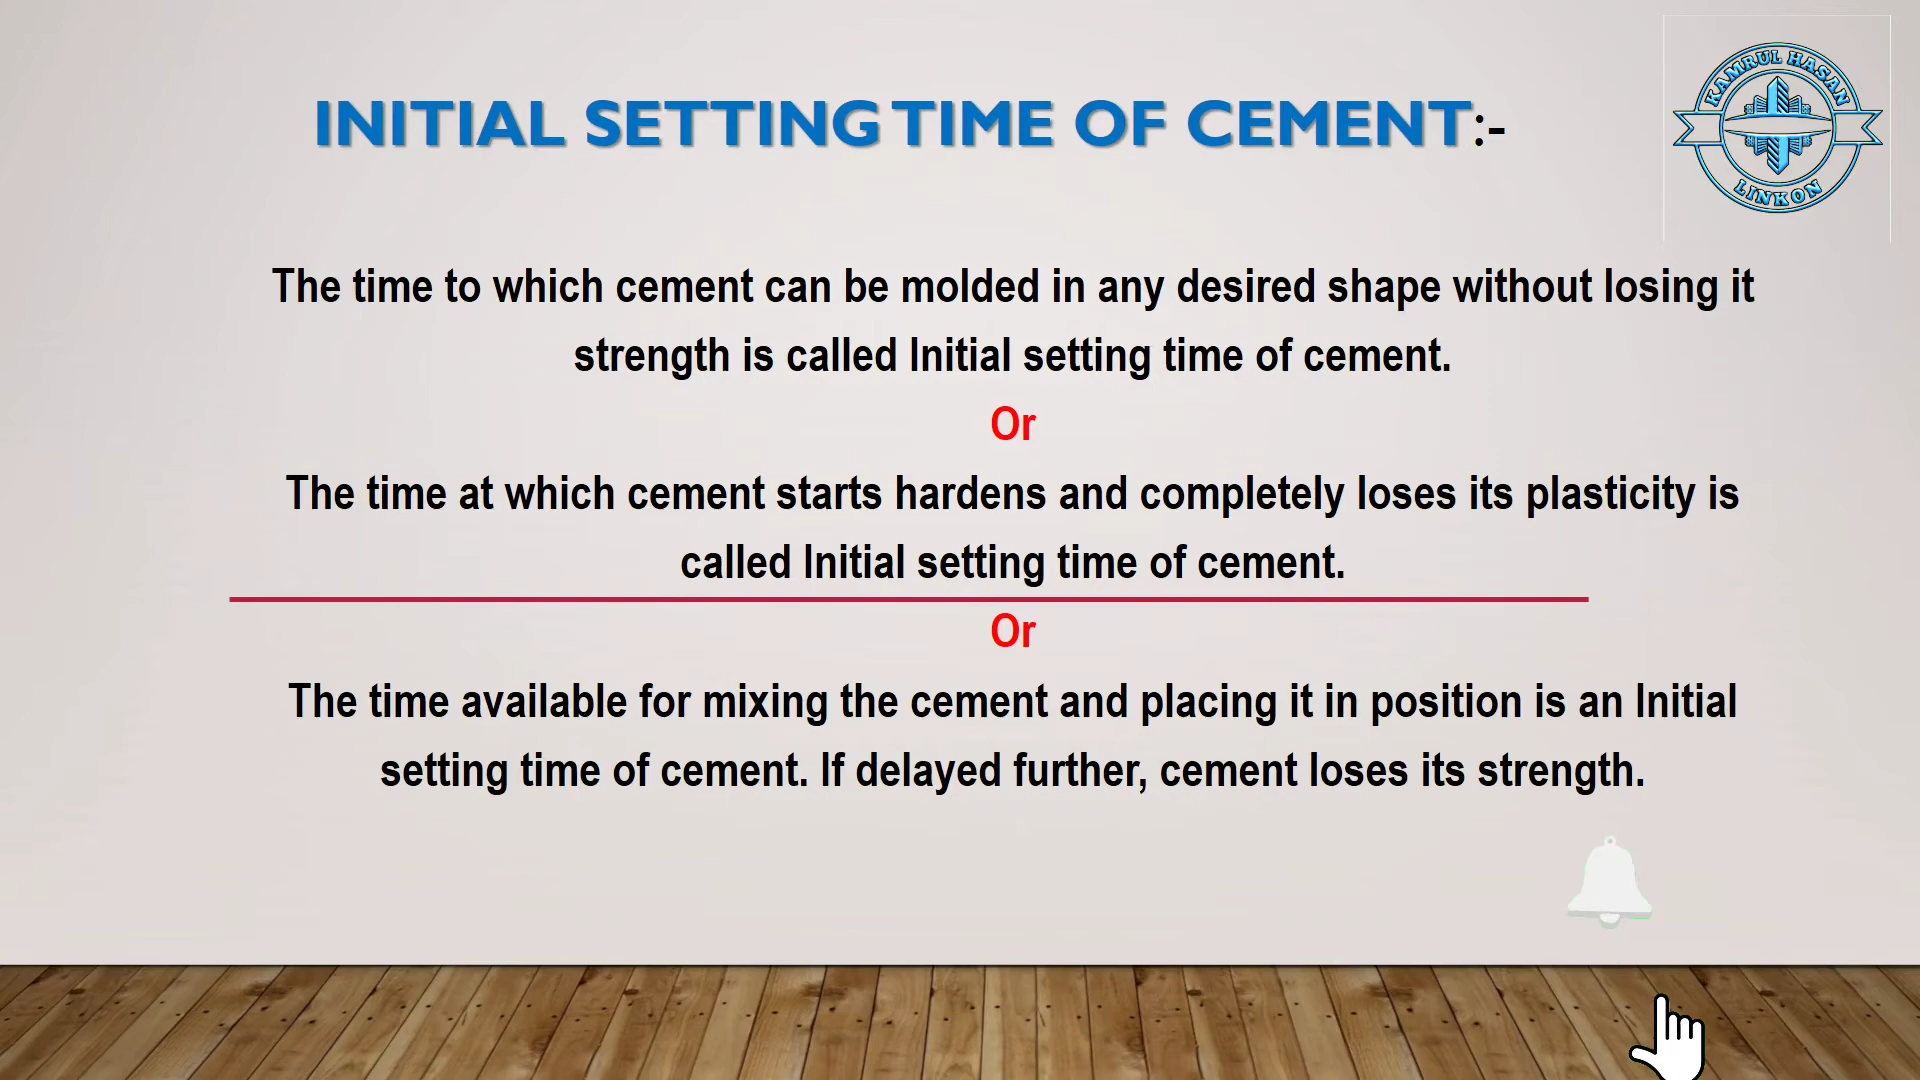 INITIAL SETTING TIME OF CEMENT:-
KAMRUL HASAN
LINKON
The time to which cement can be molded in any desired shape without losing it
strength is called Initial setting time of cement.
Or
The time at which cement starts hardens and completely loses its plasticity is
called Initial setting time of cement.
Or
The time available for mixing the cement and placing it in position is an Initial
setting time of cement. If delayed further, cement loses its strength.